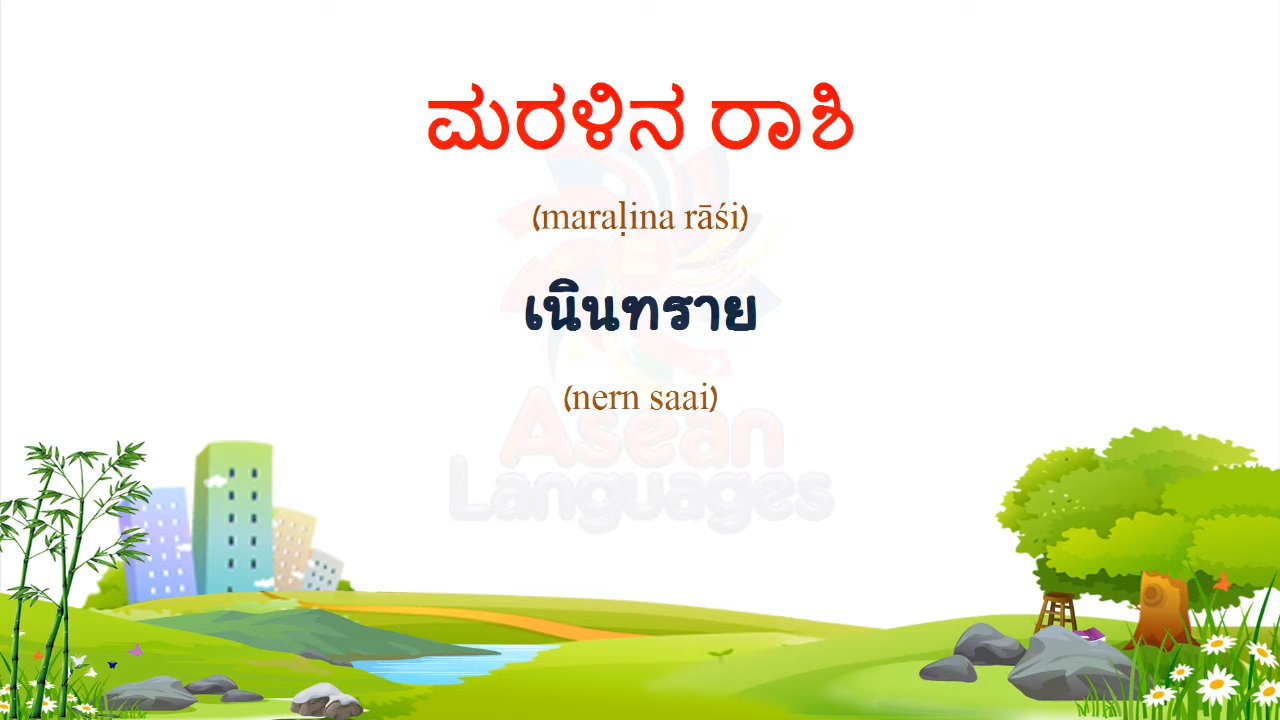 ಮರಳಿನ ರಾಶಿ
(maraḷina rāśi)
เนินทราย
(nern saai)
Asean
Languages